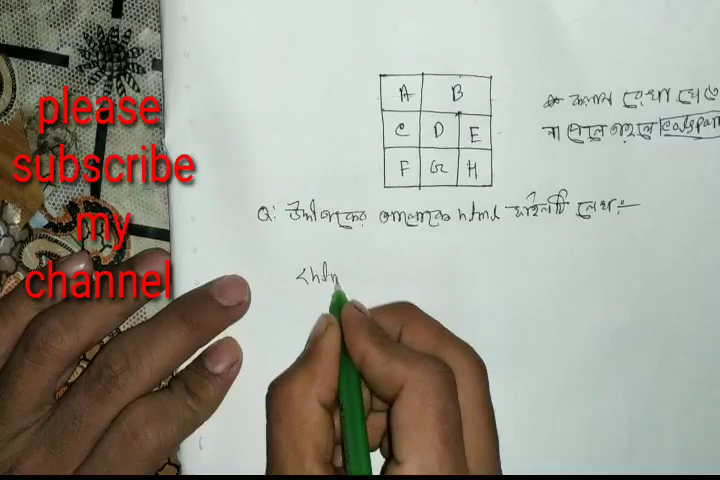 please
subscribe
my
channel
A B
C D E
F G H
* কলাম রেখা যেতে
না পেলে তাহলে colspan
Q: উদ্দীপকের আলোকে html ফাইলটি লেখ:-
<htm